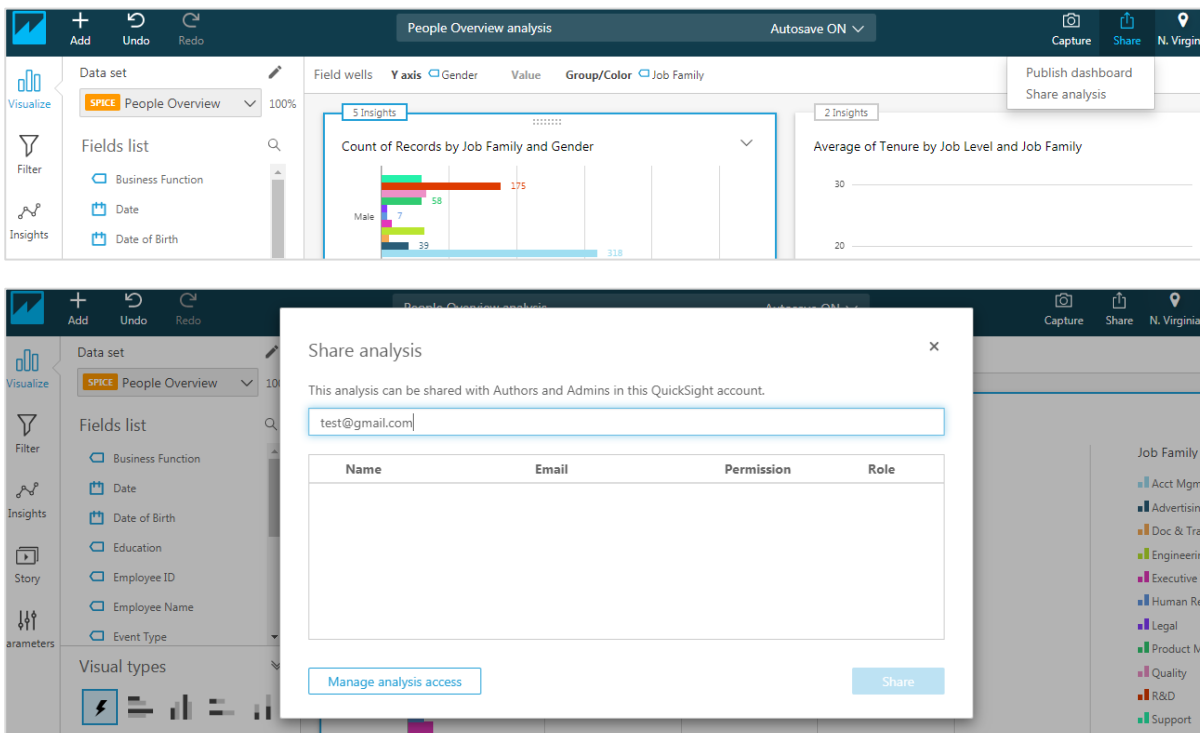 Add Undo Redo People Overview analysis Autosave ON Capture Share N. Virgin
Publish dashboard
Share analysis
Visualize
Filter
Insights
Data set
SPICE People Overview 100%
Fields list
Business Function
Date
Date of Birth
Field wells Y axis Gender Value Group/Color Job Family
5 Insights
Count of Records by Job Family and Gender
175
58
Male 7
39
318
2 Insights
Average of Tenure by Job Level and Job Family
30
20
Add Undo Redo People Overview analysis Autosave ON Capture Share N. Virginia
Visualize
Filter
Insights
Story
arameters
Data set
SPICE People Overview 100
Fields list
Business Function
Date
Date of Birth
Education
Employee ID
Employee Name
Event Type
Visual types
Share analysis
This analysis can be shared with Authors and Admins in this QuickSight account.
test@gmail.com
Name Email Permission Role
Manage analysis access Share
Job Family
Acct Mgm
Advertisin
Doc & Tra
Engineerin
Executive
Human Re
Legal
Product M
Quality
R&D
Support